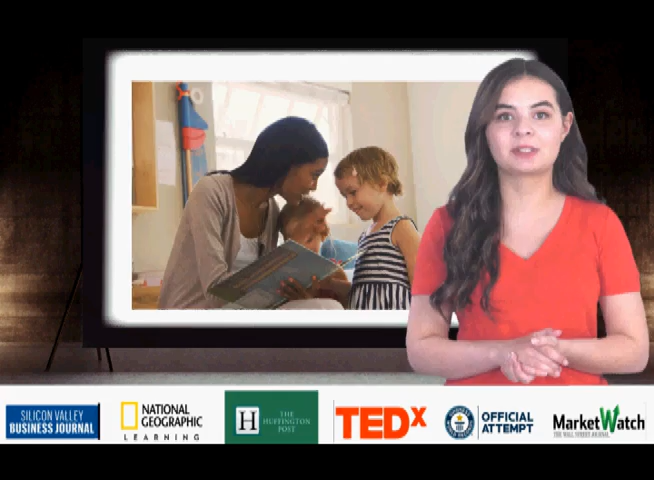 SILICON VALLEY
BUSINESS JOURNAL
NATIONAL
GEOGRAPHIC
LEARNING
H
THE
HUFFINGTON
POST
TEDx
OFFICIAL
ATTEMPT
MarketWatch